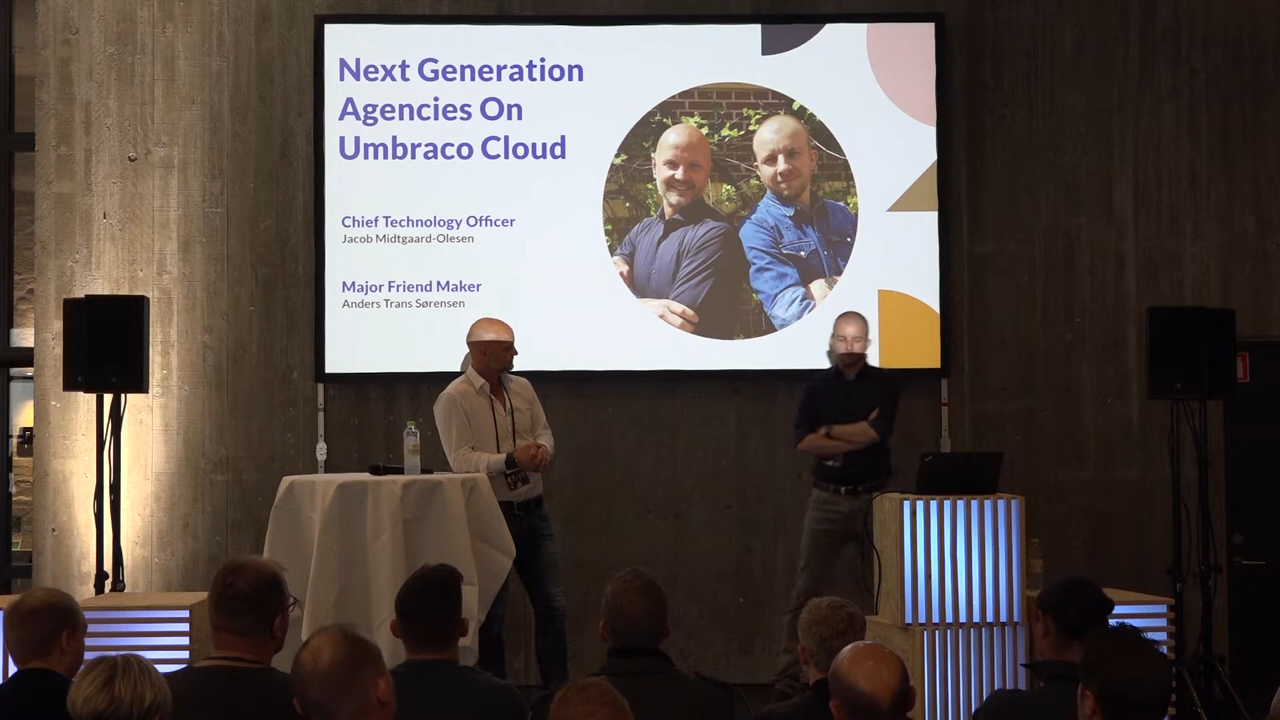 Next Generation
Agencies On
Umbraco Cloud
Chief Technology Officer
Jacob Midtgaard-Olesen
Major Friend Maker
Anders Trans Sørensen